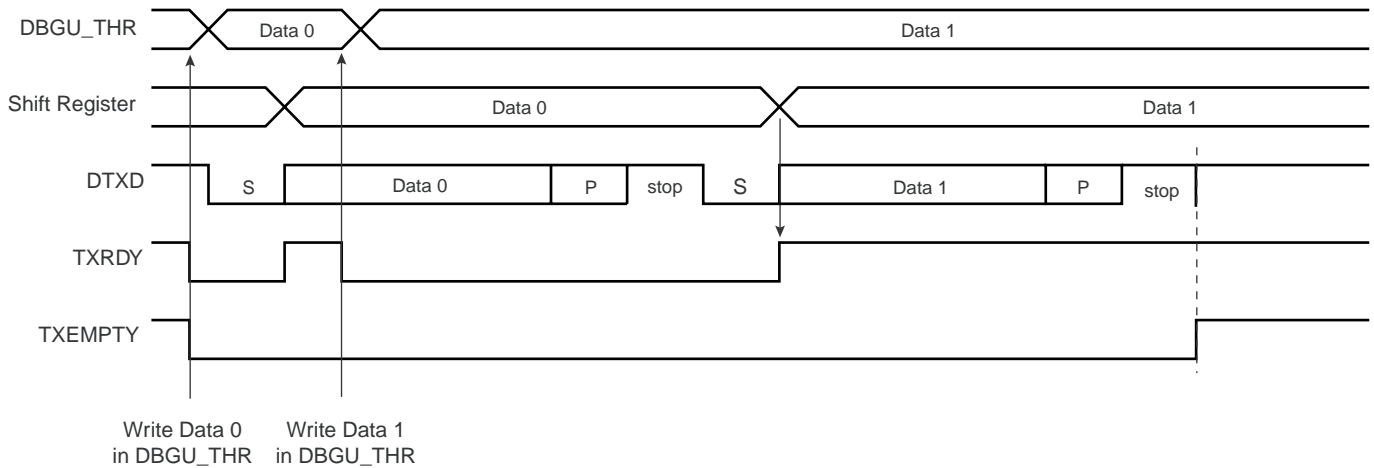 DBGU_THR
Data 0
Data 1
Shift Register
Data 0
Data 1
DTXD
S
Data 0
P
stop
S
Data 1
P
stop
TXRDY
TXEMPTY
Write Data 0
in DBGU_THR
Write Data 1
in DBGU_THR